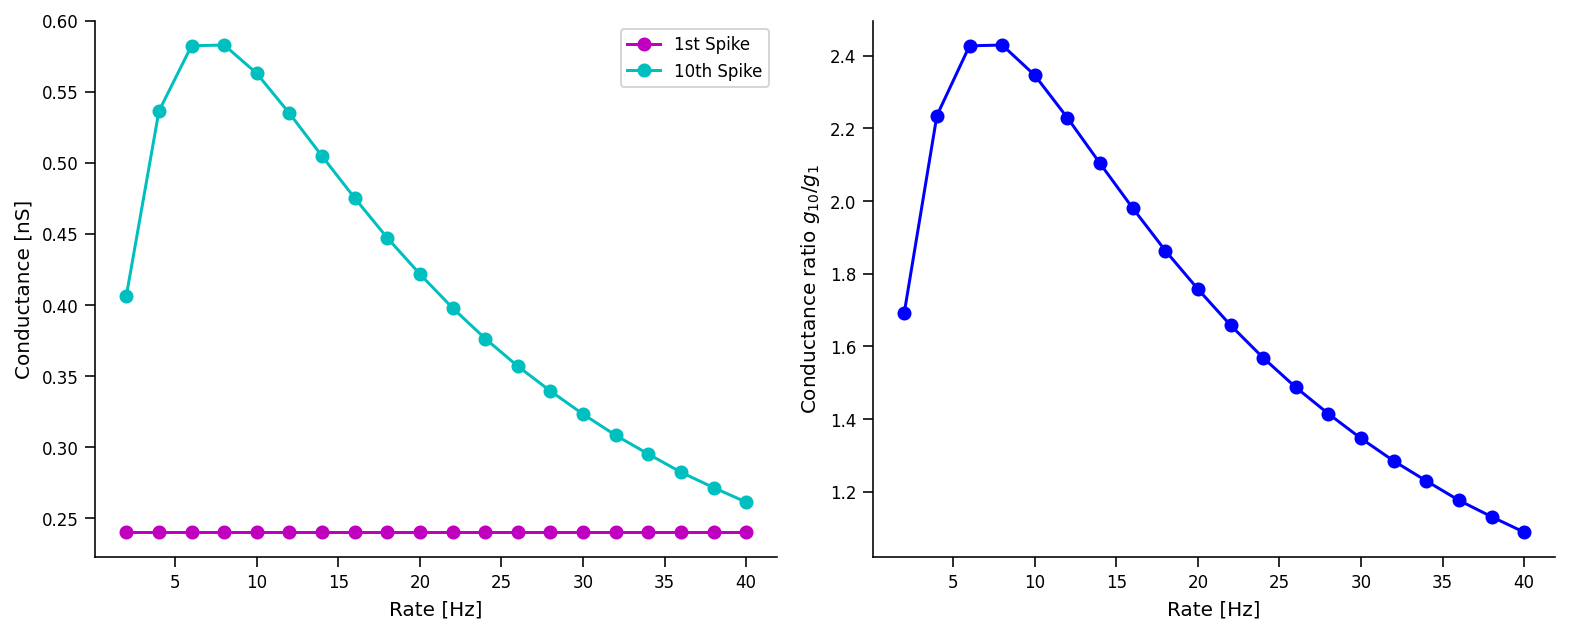 0.60
0.55
0.50
0.45
0.40
0.35
0.30
0.25
Conductance [nS]
5 10 15 20 25 30 35 40
Rate [Hz]
1st Spike
10th Spike
2.4
2.2
2.0
1.8
1.6
1.4
1.2
Conductance ratio g₁₀/g₁
5 10 15 20 25 30 35 40
Rate [Hz]